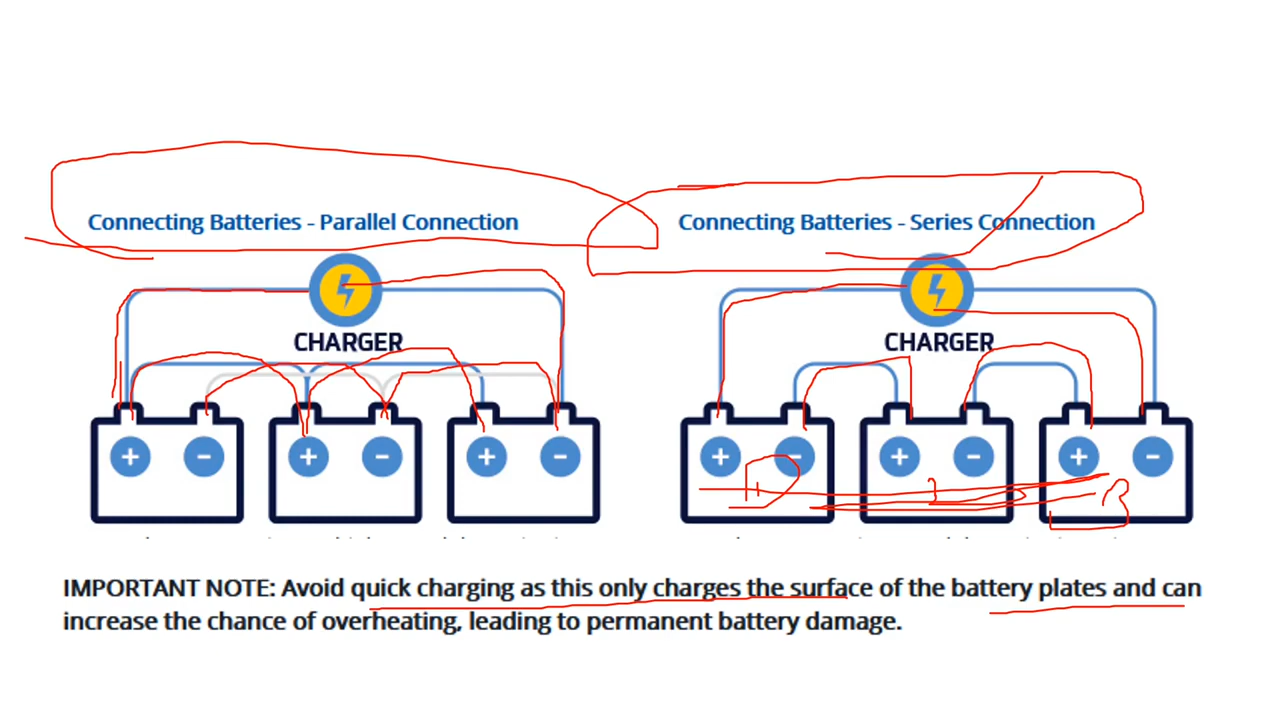 Connecting Batteries - Parallel Connection
Connecting Batteries - Series Connection
CHARGER
CHARGER
+ - + - + -
+ - + - + -
IMPORTANT NOTE: Avoid quick charging as this only charges the surface of the battery plates and can
increase the chance of overheating, leading to permanent battery damage.